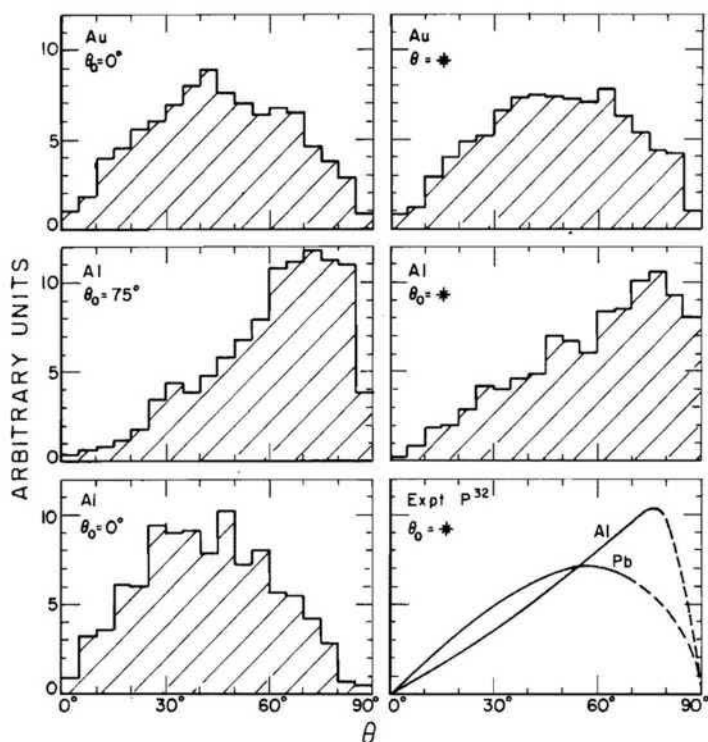 Au
θ₀ = 0°
10
5
0
Au
θ = ✱
Al
θ₀ = 75°
10
5
0
Al
θ₀ = ✱
ARBITRARY UNITS
Al
θ₀ = 0°
10
5
0
0° 30° 60° 90°
Expt P³²
θ₀ = ✱
Al
Pb
0° 30° 60° 90°
θ